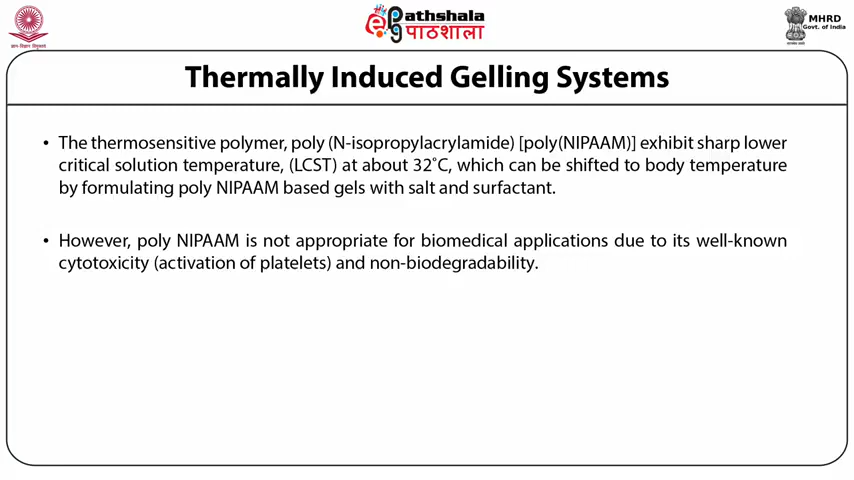 ePathshala
पाठशाला
MHRD
Govt. of India
Thermally Induced Gelling Systems
• The thermosensitive polymer, poly (N-isopropylacrylamide) [poly(NIPAAM)] exhibit sharp lower
critical solution temperature, (LCST) at about 32˚C, which can be shifted to body temperature
by formulating poly NIPAAM based gels with salt and surfactant.
• However, poly NIPAAM is not appropriate for biomedical applications due to its well-known
cytotoxicity (activation of platelets) and non-biodegradability.